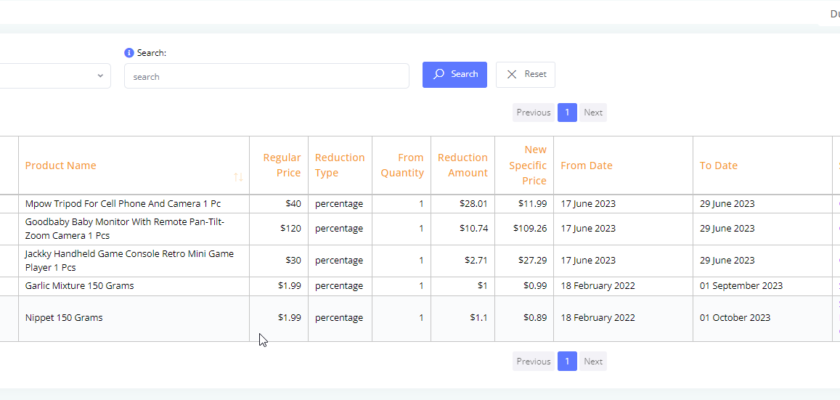 Search:
search
Search
Reset
Previous 1 Next
Product Name Regular Price Reduction Type From Quantity Reduction Amount New Specific Price From Date To Date
Mpow Tripod For Cell Phone And Camera 1 Pc $40 percentage 1 $28.01 $11.99 17 June 2023 29 June 2023
Goodbaby Baby Monitor With Remote Pan-Tilt-
Zoom Camera 1 Pcs $120 percentage 1 $10.74 $109.26 17 June 2023 29 June 2023
Jackky Handheld Game Console Retro Mini Game
Player 1 Pcs $30 percentage 1 $2.71 $27.29 17 June 2023 29 June 2023
Garlic Mixture 150 Grams $1.99 percentage 1 $1 $0.99 18 February 2022 01 September 2023
Nippet 150 Grams $1.99 percentage 1 $1.1 $0.89 18 February 2022 01 October 2023
Previous 1 Next